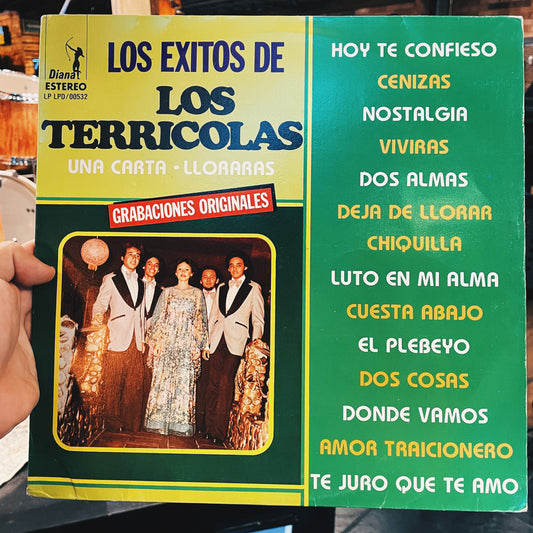 Diana
ESTEREO
LP LPD/00532
LOS EXITOS DE
LOS
TERRICOLAS
UNA CARTA • LLORARAS
GRABACIONES ORIGINALES
HOY TE CONFIESO
CENIZAS
NOSTALGIA
VIVIRAS
DOS ALMAS
DEJA DE LLORAR
CHIQUILLA
LUTO EN MI ALMA
CUESTA ABAJO
EL PLEBEYO
DOS COSAS
DONDE VAMOS
AMOR TRAICIONERO
TE JURO QUE TE AMO